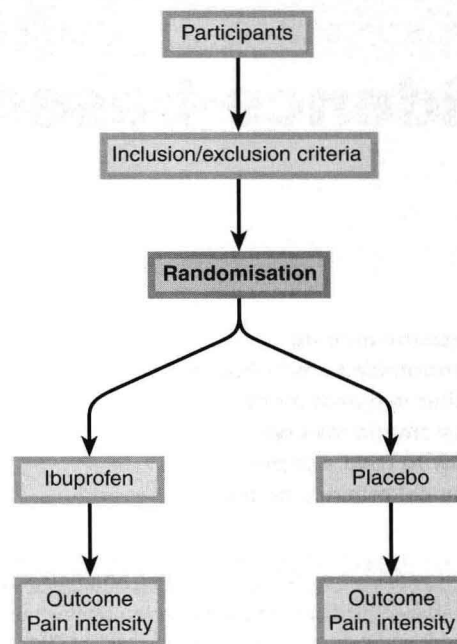 Participants
Inclusion/exclusion criteria
Randomisation
Ibuprofen
Placebo
Outcome
Pain intensity
Outcome
Pain intensity